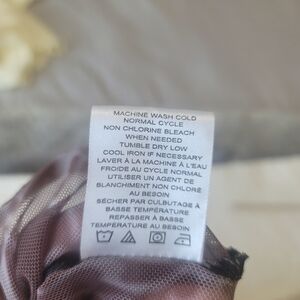 MACHINE WASH COLD
NORMAL CYCLE
NON CHLORINE BLEACH
WHEN NEEDED
TUMBLE DRY LOW
COOL IRON IF NECESSARY
LAVER À LA MACHINE À L'EAU
FROIDE AU CYCLE NORMAL
UTILISER UN AGENT DE
BLANCHIMENT NON CHLORÉ
AU BESOIN
SÉCHER PAR CULBUTAGE À
BASSE TEMPÉRATURE
REPASSER À BASSE
TEMPÉRATURE AU BESOIN